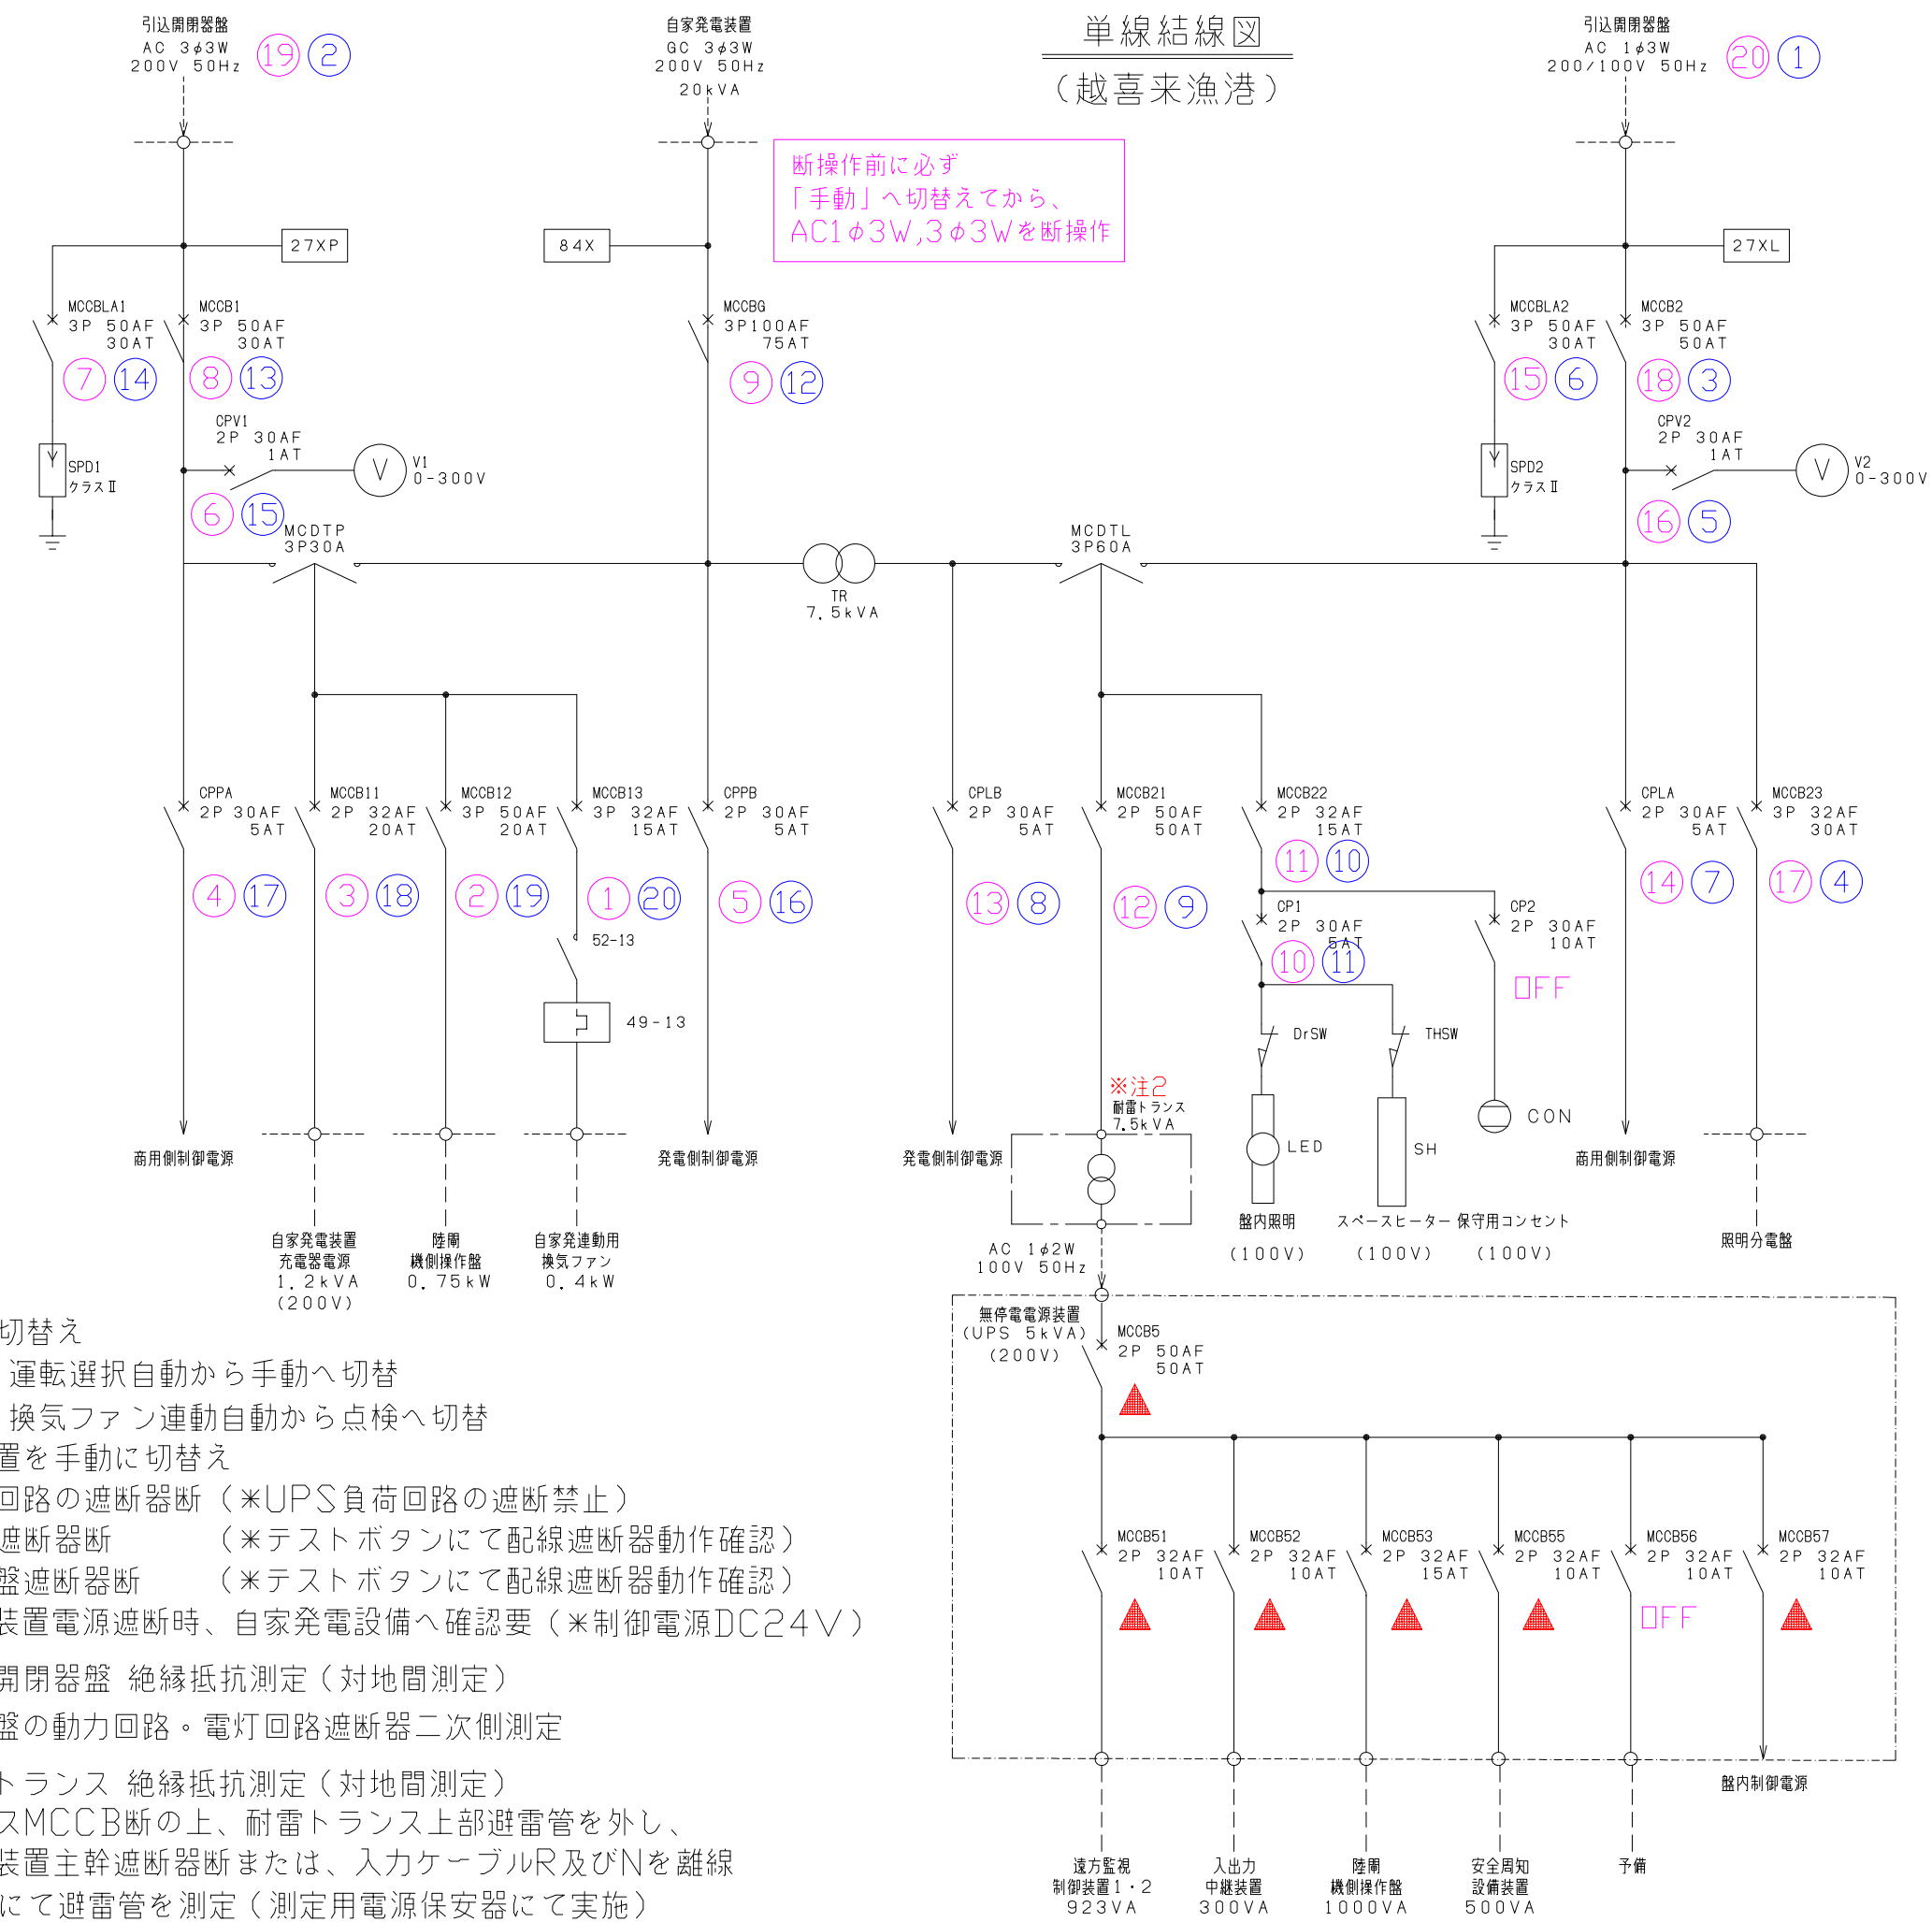 単線結線図
(越喜来漁港)
引込開閉器盤
AC 3φ3W
200V 50Hz
19 2
自家発電装置
GC 3φ3W
200V 50Hz
20kVA
引込開閉器盤
AC 1φ3W
200/100V 50Hz
20 1
断操作前に必ず
「手動」へ切替えてから、
AC1φ3W,3φ3Wを断操作
27XP
84X
27XL
MCCBLA1
3P 50AF
30AT
7 14
MCCB1
3P 50AF
30AT
8 13
MCCBG
3P100AF
75AT
9 12
MCCBLA2
3P 50AF
30AT
15 6
MCCB2
3P 50AF
50AT
18 3
SPD1
クラスⅡ
CPV1
2P 30AF
1AT
6 15
V
V1
0-300V
SPD2
クラスⅡ
CPV2
2P 30AF
1AT
16 5
V
V2
0-300V
MCDTP
3P30A
TR
7.5kVA
MCDTL
3P60A
CPPA
2P 30AF
5AT
4 17
MCCB11
2P 32AF
20AT
3 18
MCCB12
3P 50AF
20AT
2 19
MCCB13
3P 32AF
15AT
1 20
CPPB
2P 30AF
5AT
5 16
CPLB
2P 30AF
5AT
13 8
MCCB21
2P 50AF
50AT
12 9
MCCB22
2P 32AF
15AT
11 10
CPLA
2P 30AF
5AT
14 7
MCCB23
3P 32AF
30AT
17 4
52-13
49-13
CP1
2P 30AF
5AT
10 11
CP2
2P 30AF
10AT
OFF
DrSW
THSW
LED
SH
CON
※注2
耐雷トランス
7.5kVA
商用側制御電源
自家発電装置
充電器電源
1.2kVA
(200V)
陸閘
機側操作盤
0.75kW
自家発連動用
換気ファン
0.4kW
発電側制御電源
発電側制御電源
盤内照明
(100V)
スペースヒーター
(100V)
保守用コンセント
(100V)
商用側制御電源
照明分電盤
AC 1φ2W
100V 50Hz
無停電電源装置
(UPS 5kVA)
(200V)
MCCB5
2P 50AF
50AT
MCCB51
2P 32AF
10AT
MCCB52
2P 32AF
10AT
MCCB53
2P 32AF
15AT
MCCB55
2P 32AF
10AT
MCCB56
2P 32AF
10AT
OFF
MCCB57
2P 32AF
10AT
遠方監視
制御装置1・2
923VA
入出力
中継装置
300VA
陸閘
機側操作盤
1000VA
安全周知
設備装置
500VA
予備
盤内制御電源
切替え
運転選択自動から手動へ切替
換気ファン連動自動から点検へ切替
置を手動に切替え
回路の遮断器断(*UPS負荷回路の遮断禁止)
遮断器断 (*テストボタンにて配線遮断器動作確認)
盤遮断器断 (*テストボタンにて配線遮断器動作確認)
装置電源遮断時、自家発電設備へ確認要(*制御電源DC24V)
開閉器盤 絶縁抵抗測定(対地間測定)
盤の動力回路。電灯回路遮断器二次側測定
トランス 絶縁抵抗測定(対地間測定)
スMCCB断の上、耐雷トランス上部避雷管を外し、
装置主幹遮断器断または、入力ケーブルR及びNを離線
にて避雷管を測定(測定用電源保安器にて実施)